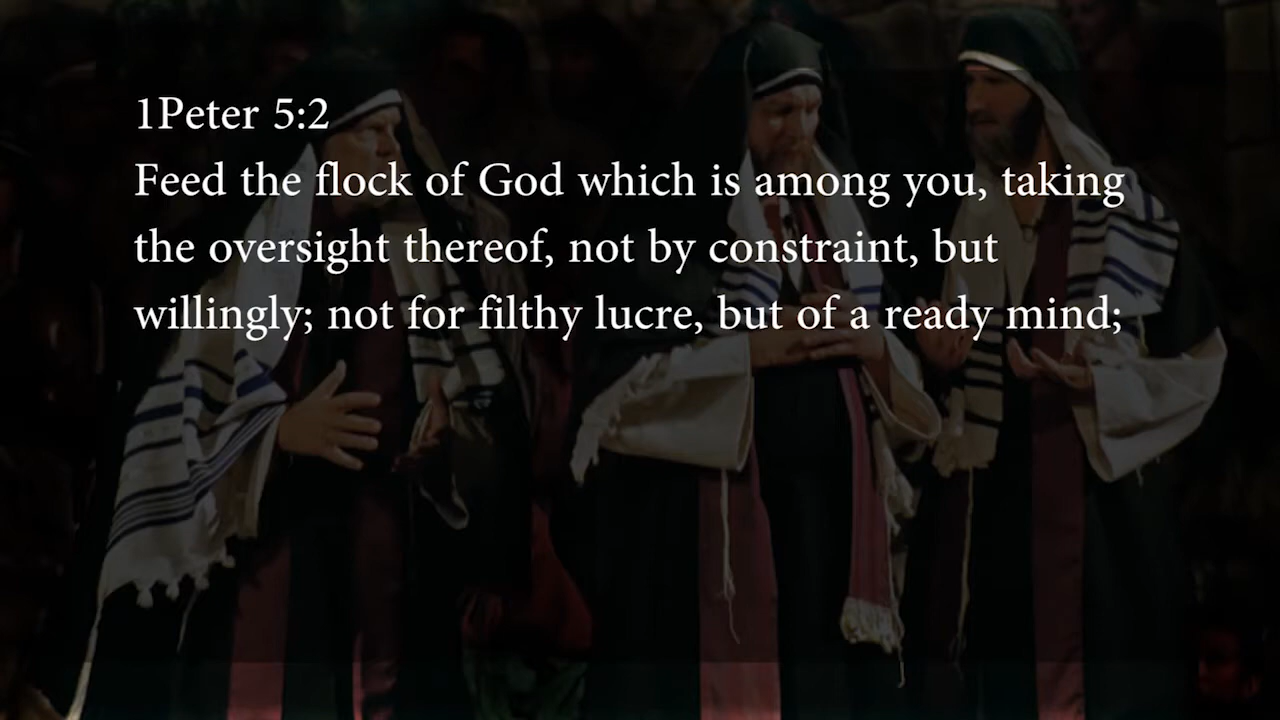 1Peter 5:2
Feed the flock of God which is among you, taking
the oversight thereof, not by constraint, but
willingly; not for filthy lucre, but of a ready mind;